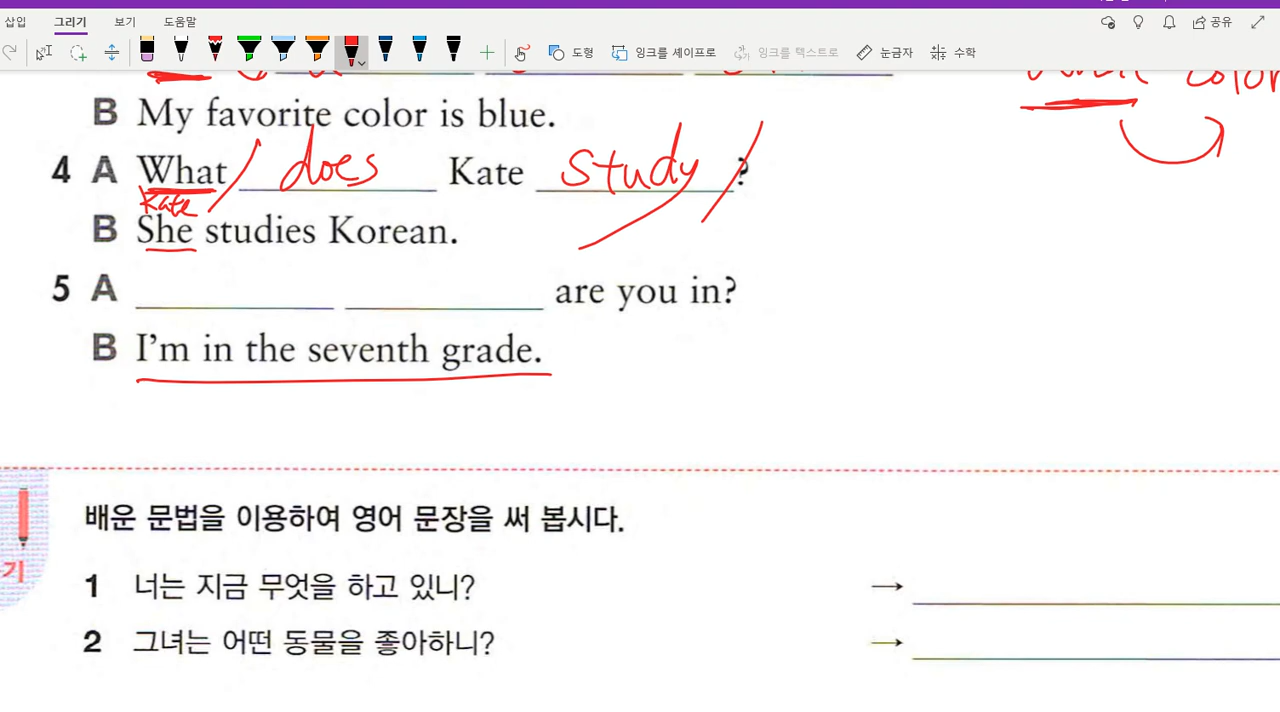 삽입 그리기 보기 도움말
공유
도형 잉크를 셰이프로 잉크를 텍스트로 눈금자 수학
color
B My favorite color is blue.
4 A What does Kate study ?
Kate
B She studies Korean.
5 A are you in?
B I'm in the seventh grade.
배운 문법을 이용하여 영어 문장을 써 봅시다.
기
1 너는 지금 무엇을 하고 있니? →
2 그녀는 어떤 동물을 좋아하니? →